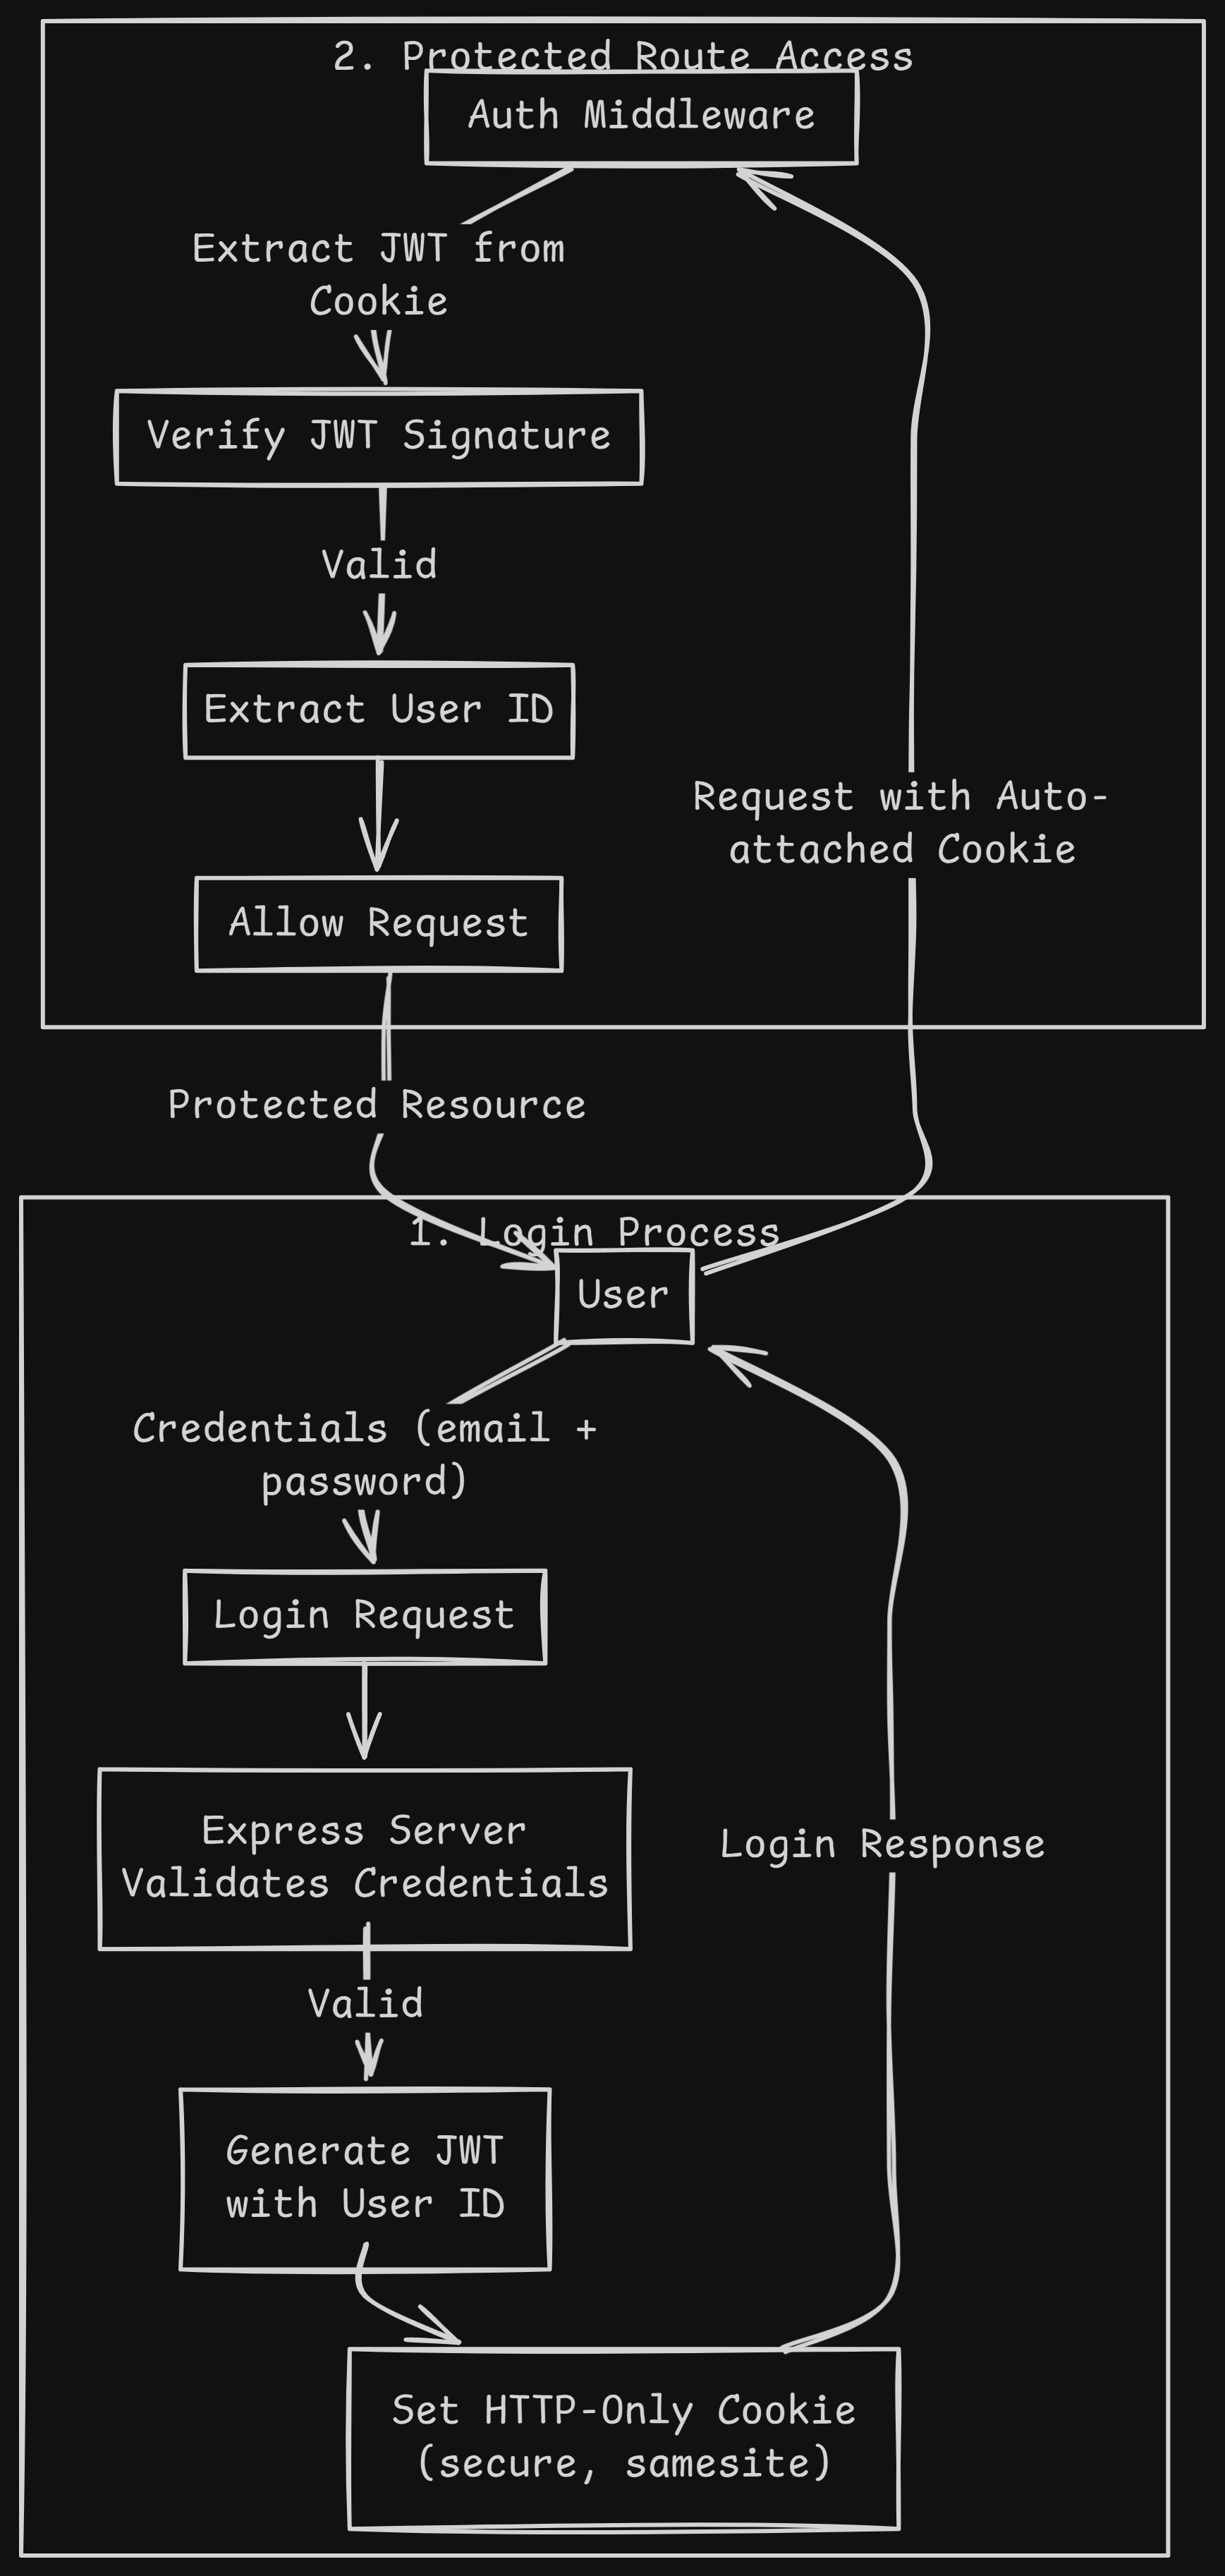 2. Protected Route Access
Auth Middleware
Extract JWT from
Cookie
Verify JWT Signature
Valid
Extract User ID
Request with Auto-
attached Cookie
Allow Request
Protected Resource
1. Login Process
User
Credentials (email +
password)
Login Request
Express Server
Validates Credentials
Login Response
Valid
Generate JWT
with User ID
Set HTTP-Only Cookie
(secure, samesite)